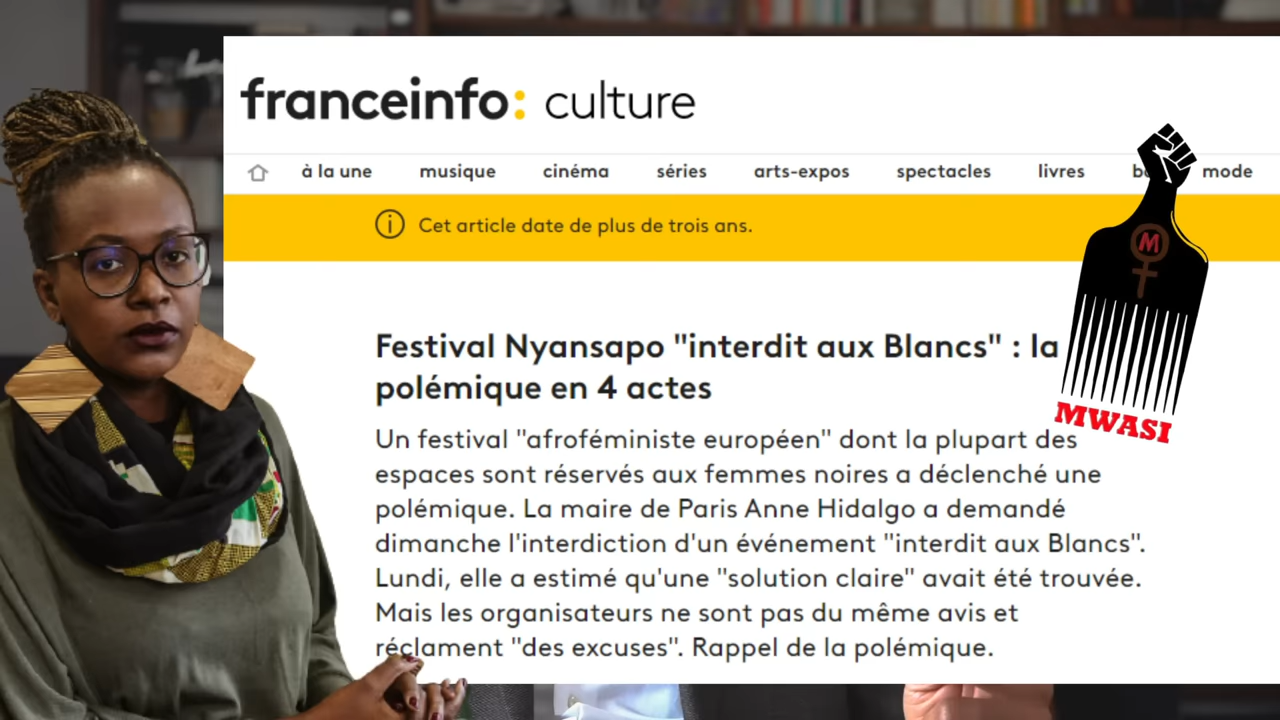 franceinfo: culture
à la une musique cinéma séries arts-expos spectacles livres mode
Cet article date de plus de trois ans.
M
Festival Nyansapo "interdit aux Blancs" : la
polémique en 4 actes
MWASI
Un festival "afroféministe européen" dont la plupart des
espaces sont réservés aux femmes noires a déclenché une
polémique. La maire de Paris Anne Hidalgo a demandé
dimanche l'interdiction d'un événement "interdit aux Blancs".
Lundi, elle a estimé qu'une "solution claire" avait été trouvée.
Mais les organisateurs ne sont pas du même avis et
réclament "des excuses". Rappel de la polémique.